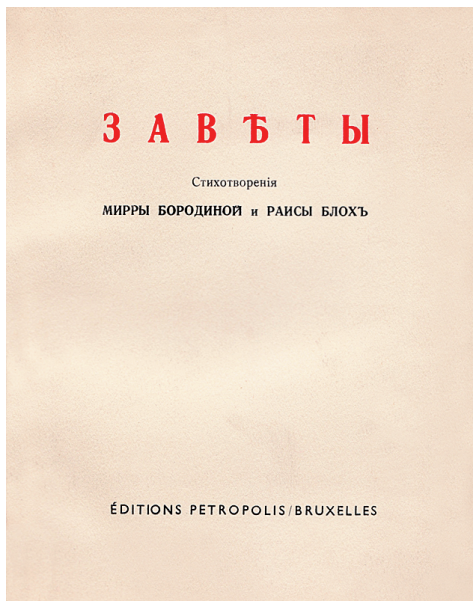 ЗАВѢТЫ
Стихотворенія
МИРРЫ БОРОДИНОЙ и РАИСЫ БЛОХЪ
ÉDITIONS PETROPOLIS/BRUXELLES